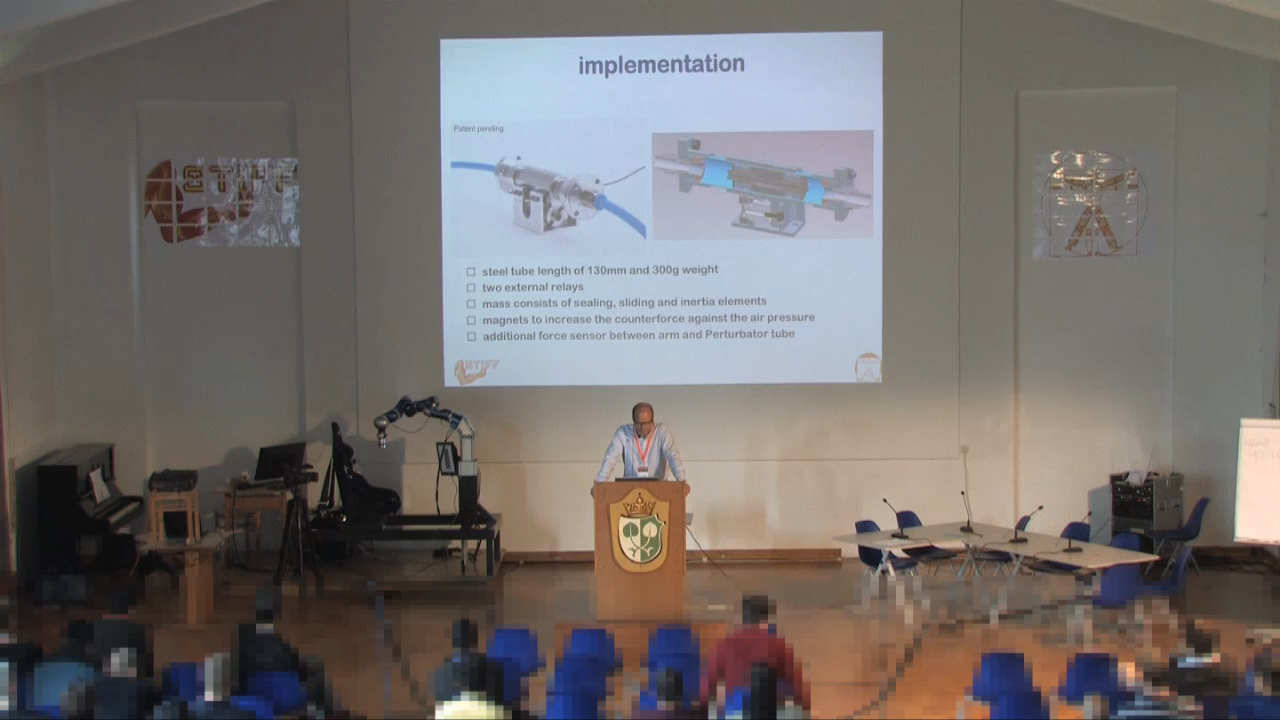 implementation
Patent pending
steel tube length of 130mm and 300g weight
two external relays
mass consists of sealing, sliding and inertia elements
magnets to increase the counterforce against the air pressure
additional force sensor between arm and Perturbator tube
STIFF
STIFF